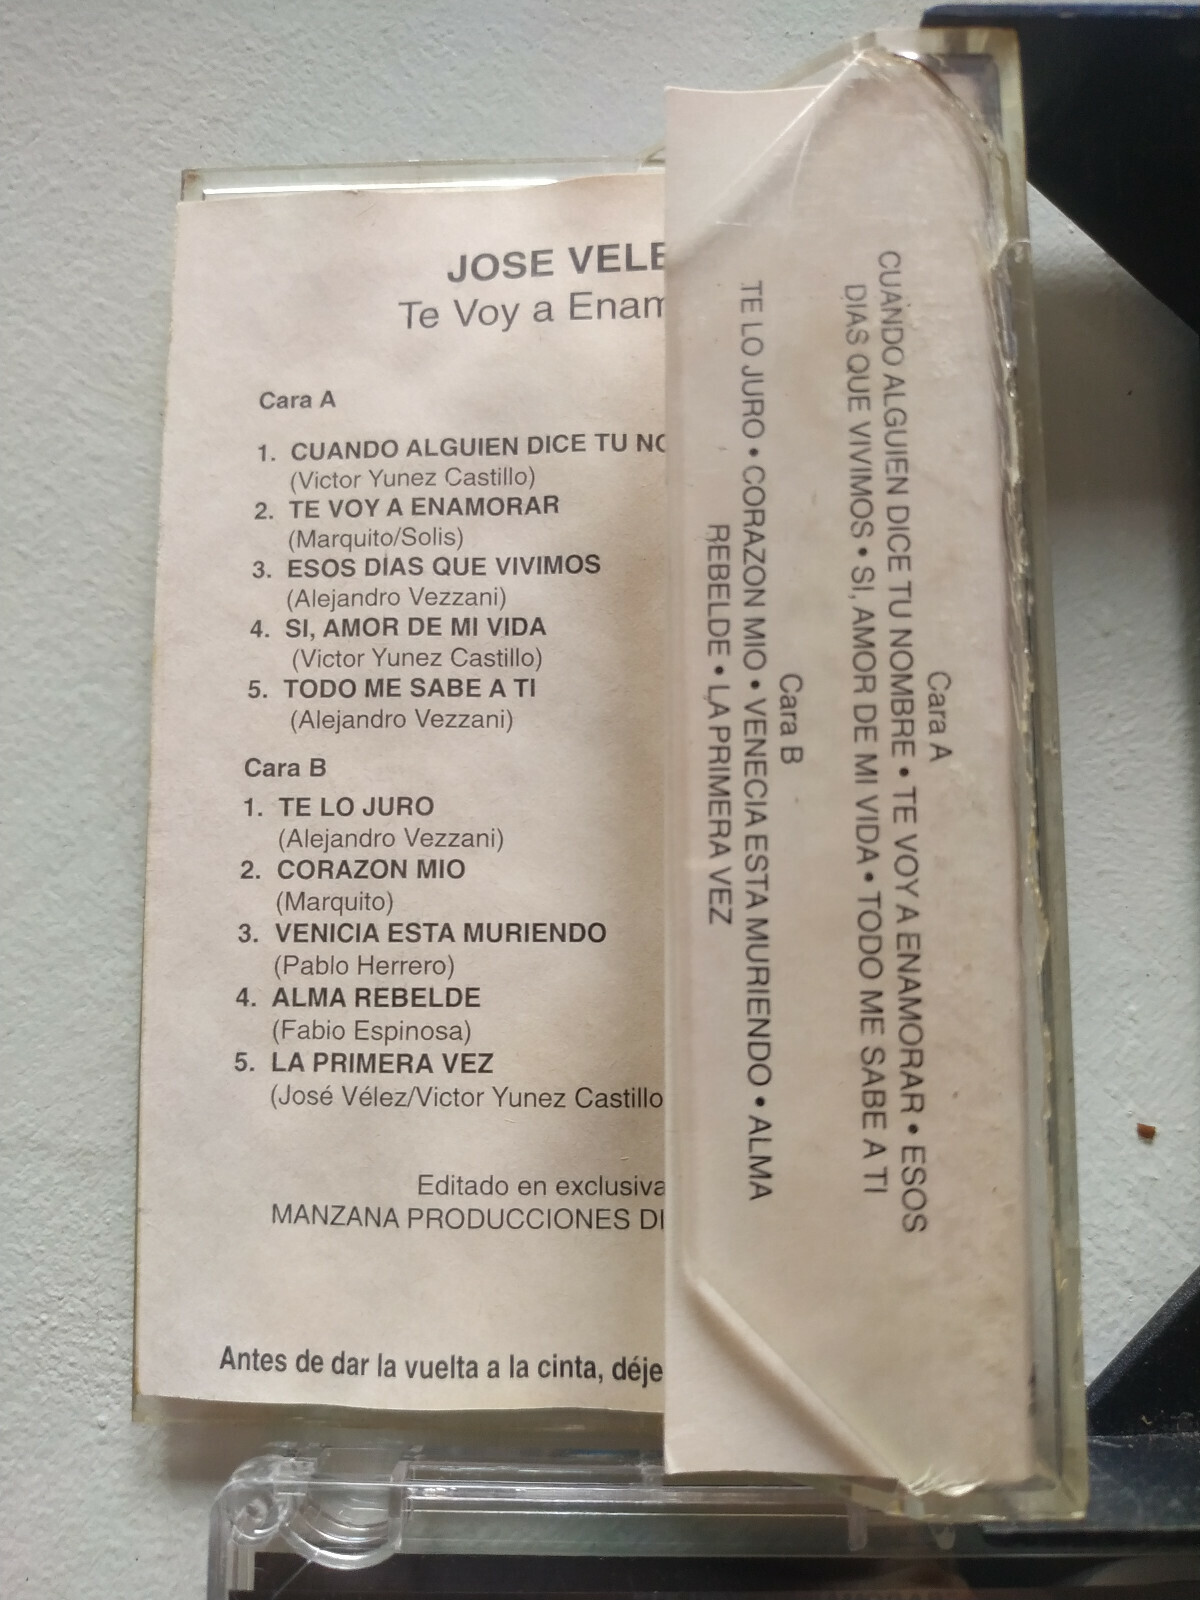 JOSE VELE
Te Voy a Enam
Cara A
1. CUANDO ALGUIEN DICE TU NO
(Victor Yunez Castillo)
2. TE VOY A ENAMORAR
(Marquito/Solis)
3. ESOS DIAS QUE VIVIMOS
(Alejandro Vezzani)
4. SI, AMOR DE MI VIDA
(Victor Yunez Castillo)
5. TODO ME SABE A TI
(Alejandro Vezzani)
Cara B
1. TE LO JURO
(Alejandro Vezzani)
2. CORAZON MIO
(Marquito)
3. VENICIA ESTA MURIENDO
(Pablo Herrero)
4. ALMA REBELDE
(Fabio Espinosa)
5. LA PRIMERA VEZ
(José Vélez/Victor Yunez Castillo
Editado en exclusiva
MANZANA PRODUCCIONES DI
Antes de dar la vuelta a la cinta, déje
Cara A
CUANDO ALGUIEN DICE TU NOMBRE • TE VOY A ENAMORAR • ESOS
DIAS QUE VIVIMOS • SI, AMOR DE MI VIDA • TODO ME SABE A TI
Cara B
TE LO JURO • CORAZON MIO • VENECIA ESTA MURIENDO • ALMA
REBELDE • LA PRIMERA VEZ